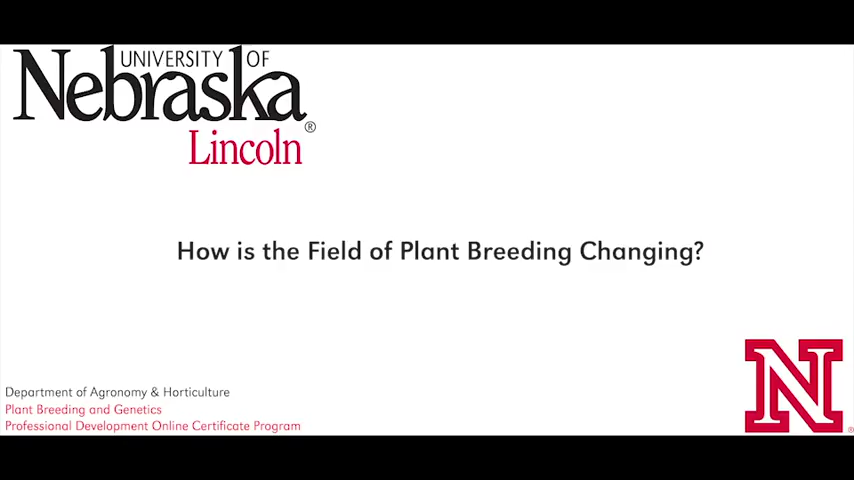 UNIVERSITY OF
Nebraska
Lincoln®
How is the Field of Plant Breeding Changing?
N®
Department of Agronomy & Horticulture
Plant Breeding and Genetics
Professional Development Online Certificate Program